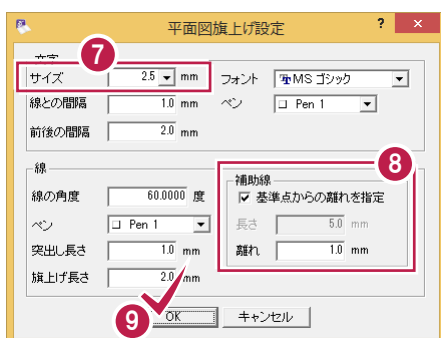 平面図旗上げ設定 ? ×
文字
7
サイズ 2.5 mm フォント MS ゴシック
線との間隔 1.0 mm ペン Pen 1
前後の間隔 2.0 mm
8
線
線の角度 60.0000 度
ペン Pen 1
突出し長さ 1.0 mm
旗上げ長さ 2.0 mm
補助線
基準点からの離れを指定
長さ 5.0 mm
離れ 1.0 mm
9
OK キャンセル